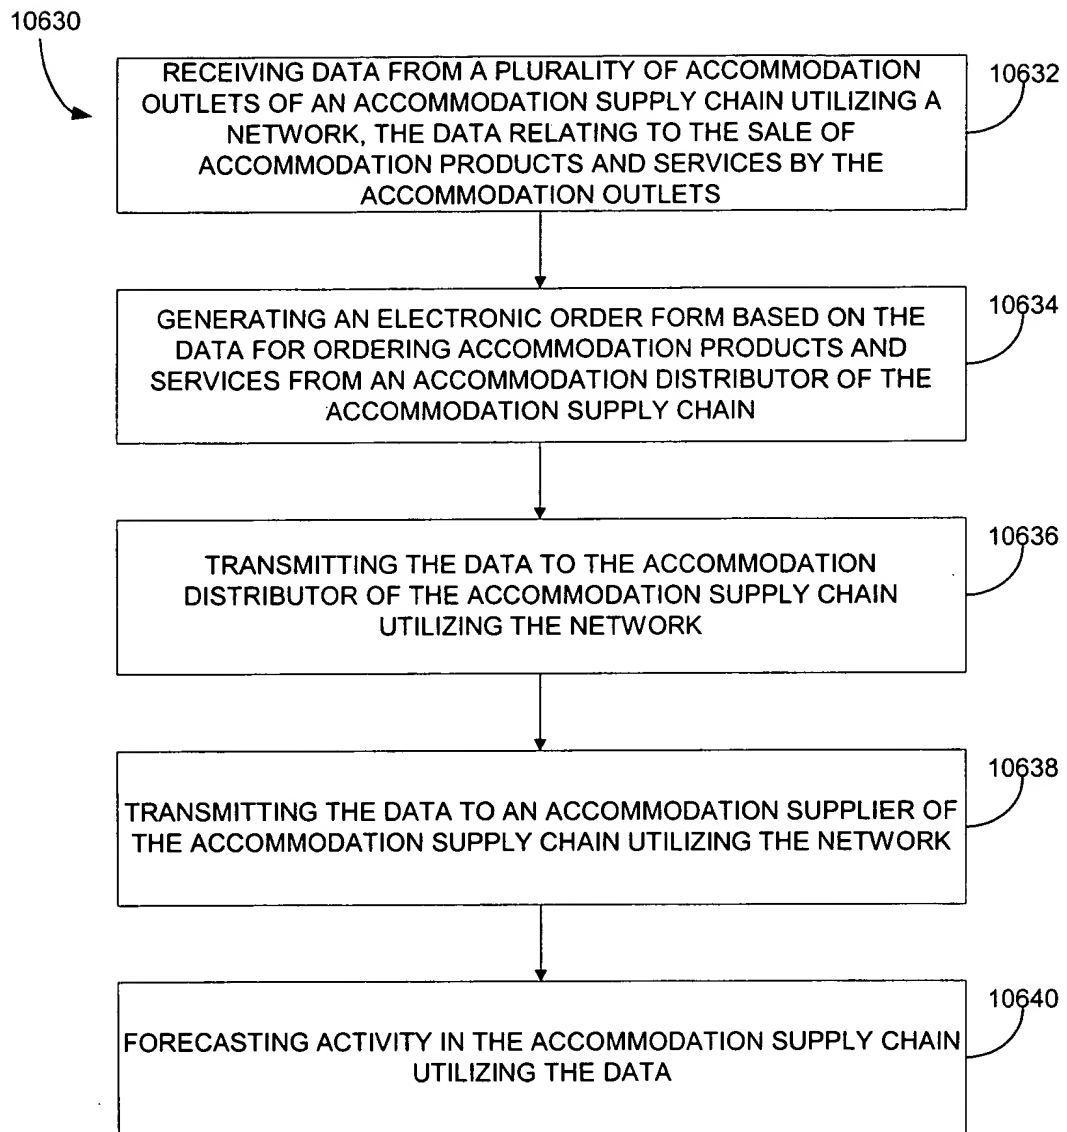 10630
RECEIVING DATA FROM A PLURALITY OF ACCOMMODATION
OUTLETS OF AN ACCOMMODATION SUPPLY CHAIN UTILIZING A
NETWORK, THE DATA RELATING TO THE SALE OF
ACCOMMODATION PRODUCTS AND SERVICES BY THE
ACCOMMODATION OUTLETS
10632
GENERATING AN ELECTRONIC ORDER FORM BASED ON THE
DATA FOR ORDERING ACCOMMODATION PRODUCTS AND
SERVICES FROM AN ACCOMMODATION DISTRIBUTOR OF THE
ACCOMMODATION SUPPLY CHAIN
10634
TRANSMITTING THE DATA TO THE ACCOMMODATION
DISTRIBUTOR OF THE ACCOMMODATION SUPPLY CHAIN
UTILIZING THE NETWORK
10636
TRANSMITTING THE DATA TO AN ACCOMMODATION SUPPLIER OF
THE ACCOMMODATION SUPPLY CHAIN UTILIZING THE NETWORK
10638
FORECASTING ACTIVITY IN THE ACCOMMODATION SUPPLY CHAIN
UTILIZING THE DATA
10640